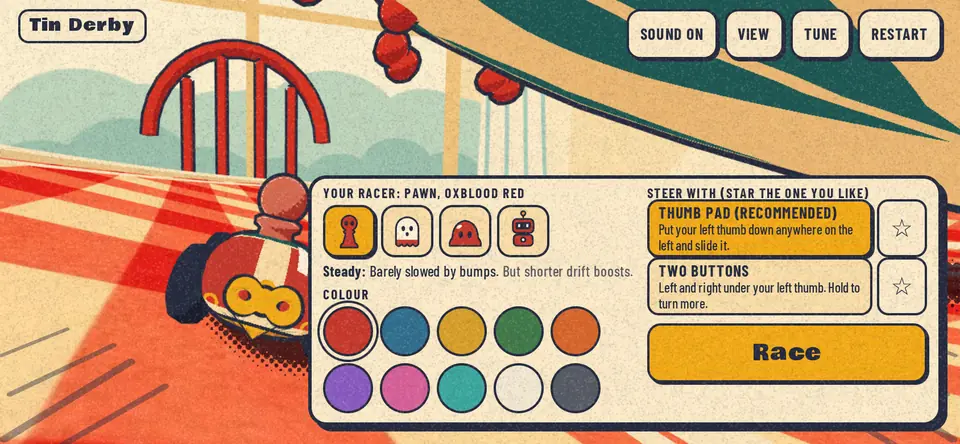 Tin Derby
SOUND ON
VIEW
TUNE
RESTART
YOUR RACER: PAWN, OXBLOOD RED
Steady: Barely slowed by bumps. But shorter drift boosts.
COLOUR
STEER WITH (STAR THE ONE YOU LIKE)
THUMB PAD (RECOMMENDED)
Put your left thumb down anywhere on the
left and slide it.
TWO BUTTONS
Left and right under your left thumb. Hold to
turn more.
Race